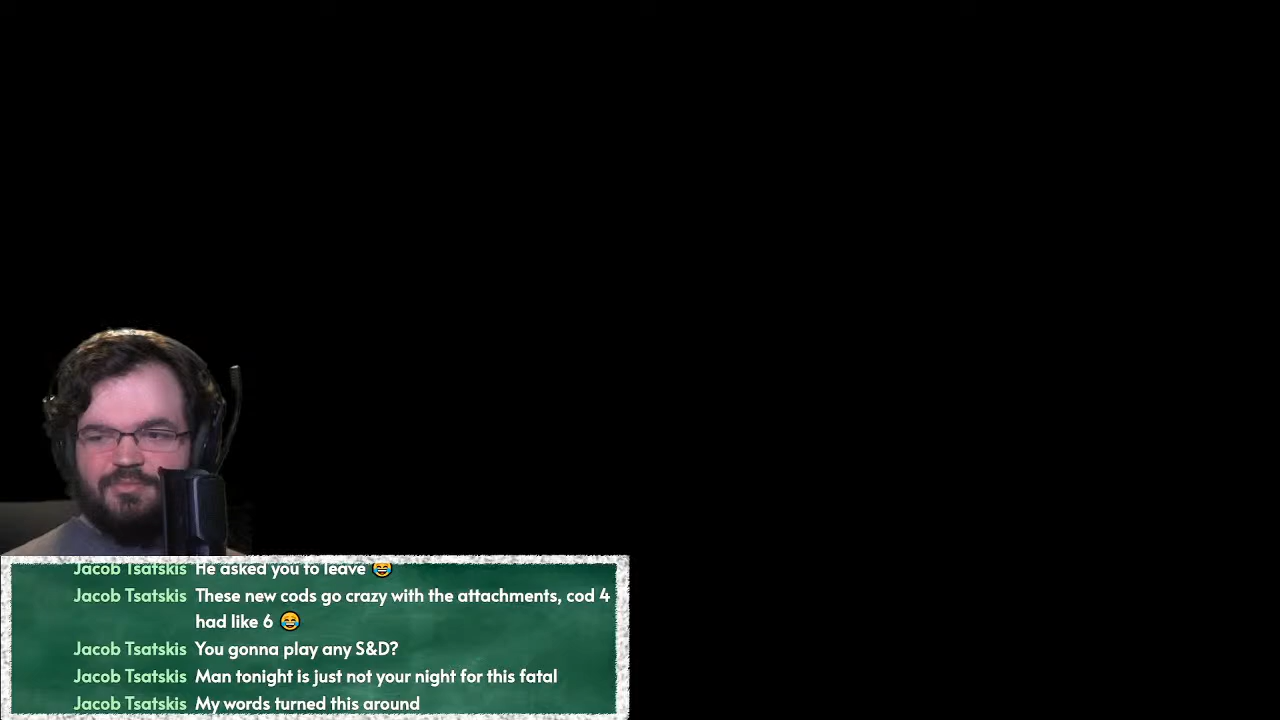 Jacob Tsatskis He asked you to leave 😂
Jacob Tsatskis These new cods go crazy with the attachments, cod 4
had like 6 😂
Jacob Tsatskis You gonna play any S&D?
Jacob Tsatskis Man tonight is just not your night for this fatal
Jacob Tsatskis My words turned this around